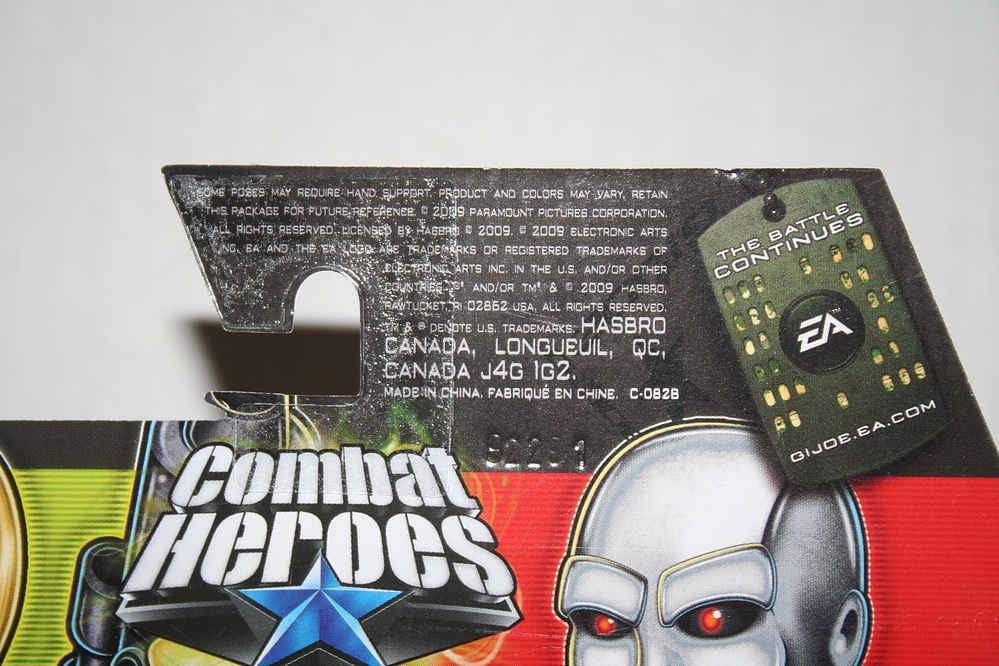 SOME POSES MAY REQUIRE HAND SUPPORT. PRODUCT AND COLORS MAY VARY. RETAIN
THIS PACKAGE FOR FUTURE REFERENCE. © 2009 PARAMOUNT PICTURES CORPORATION.
ALL RIGHTS RESERVED. LICENSED BY HASBRO © 2009. © 2009 ELECTRONIC ARTS
INC. EA AND THE EA LOGO ARE TRADEMARKS OR REGISTERED TRADEMARKS OF
ELECTRONIC ARTS INC. IN THE U.S. AND/OR OTHER
COUNTRIES. ®* AND/OR TM* & © 2009 HASBRO,
PAWTUCKET, RI 02862 USA. ALL RIGHTS RESERVED.
TM & ® DENOTE U.S. TRADEMARKS. HASBRO
CANADA, LONGUEUIL, QC,
CANADA J4G 1G2.
MADE IN CHINA. FABRIQUÉ EN CHINE. C-082B
THE BATTLE
CONTINUES
EA™
GIJOE.EA.COM
Combat
Heroes